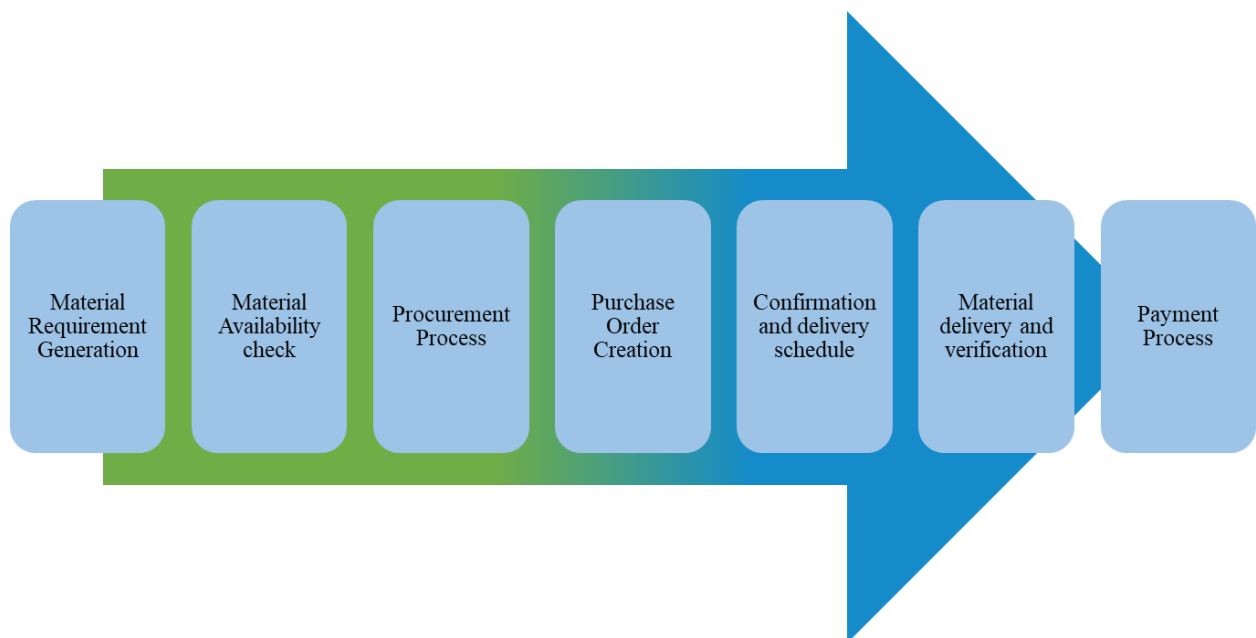 Material
Requirement
Generation
Material
Availability
check
Procurement
Process
Purchase
Order
Creation
Confirmation
and delivery
schedule
Material
delivery and
verification
Payment
Process